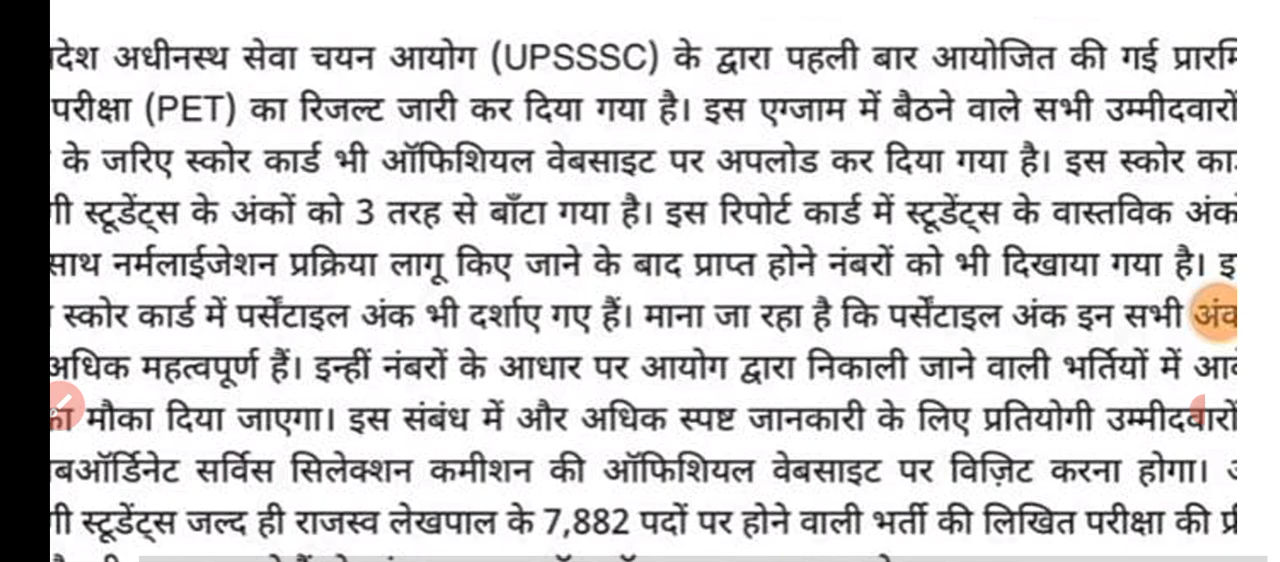 अधीनस्थ सेवा चयन आयोग (UPSSSC) के द्वारा पहली बार आयोजित की गई
परीक्षा (PET) का रिजल्ट जारी कर दिया गया है। इस एग्जाम में बैठने वाले सभी उम्मीदवारों
के जरिए स्कोर कार्ड भी ऑफिशियल वेबसाइट पर अपलोड कर दिया गया है। इस स्कोर
स्टूडेंट्स के अंकों को 3 तरह से बाँटा गया है। इस रिपोर्ट कार्ड में स्टूडेंट्स के वास्तविक
साथ नर्मलाईजेशन प्रक्रिया लागू किए जाने के बाद प्राप्त होने नंबरों को भी दिखाया गया है।
स्कोर कार्ड में पर्सेंटाइल अंक भी दर्शाए गए हैं। माना जा रहा है कि पर्सेंटाइल अंक इन सभी
अधिक महत्वपूर्ण हैं। इन्हीं नंबरों के आधार पर आयोग द्वारा निकाली जाने वाली भर्तियों में
मौका दिया जाएगा। इस संबंध में और अधिक स्पष्ट जानकारी के लिए प्रतियोगी उम्मीदवारों
सर्विस सिलेक्शन कमीशन की ऑफिशियल वेबसाइट पर विज़िट करना होगा।
स्टूडेंट्स जल्द ही राजस्व लेखपाल के 7,882 पदों पर होने वाली भर्ती की लिखित परीक्षा की